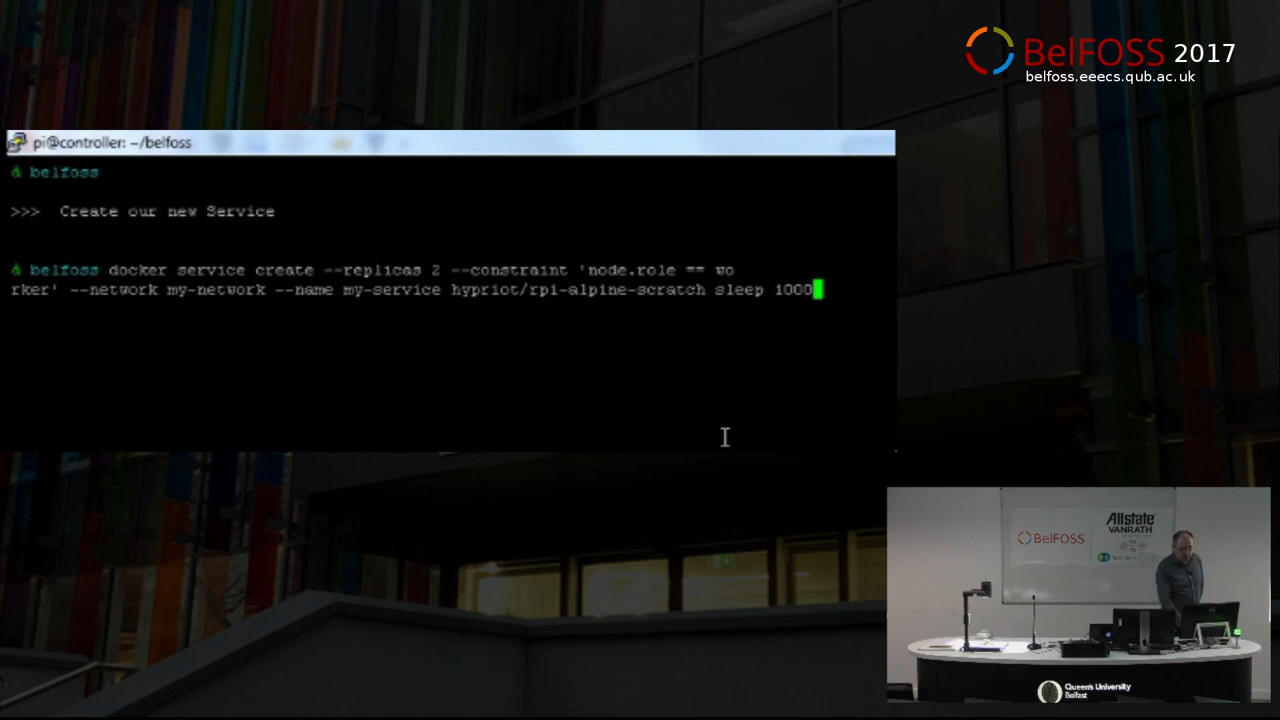 BelFOSS 2017
belfoss.eeecs.qub.ac.uk
pi@controller: ~/belfoss
belfoss
>>> Create our new Service
belfoss docker service create --replicas 2 --constraint 'node.role == wo
rker' --network my-network --name my-service hypriot/rpi-alpine-scratch sleep 1000
BelFOSS
Allstate
VANRATH
Queen's University
Belfast